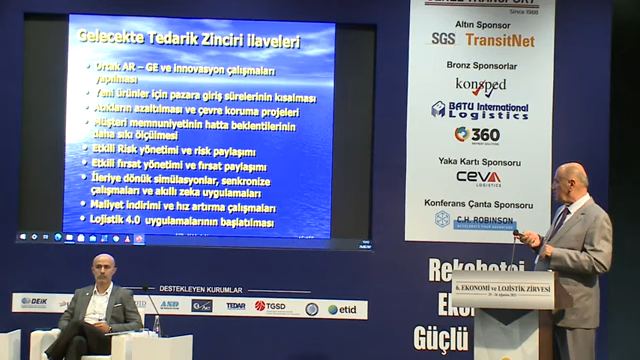 Gelecekte Tedarik Zinciri ilaveleri
Ortak AR – GE ve innovasyon çalışmaları
yapılması
Yeni ürünler için pazara giriş sürelerinin kısalması
Atıkların azaltılması ve çevre koruma projeleri
Müşteri memnuniyetinin hatta beklentilerinin
daha sıkı ölçülmesi
Etkili Risk yönetimi ve risk paylaşımı
Etkili fırsat yönetimi ve fırsat paylaşımı
İleriye dönük simülasyonlar, senkronize
çalışmaları ve akıllı zeka uygulamaları
Maliyet indirimi ve hız artırma çalışmaları
Lojistik 4.0 uygulamalarının başlatılması
DESTEKLEYEN KURUMLAR
DEİK
TEDAR
TGSD
etid
Since 1900
Altın Sponsor
SGS TransitNet
Bronz Sponsorlar
konsped
BATU International
Logistics
360
Yaka Kartı Sponsoru
CEVA
LOGISTICS
Konferans Çanta Sponsoru
C.H. ROBINSON
Rekabetçi
6. EKONOMİ ve LOJİSTİK ZİRVESİ
Güçlü